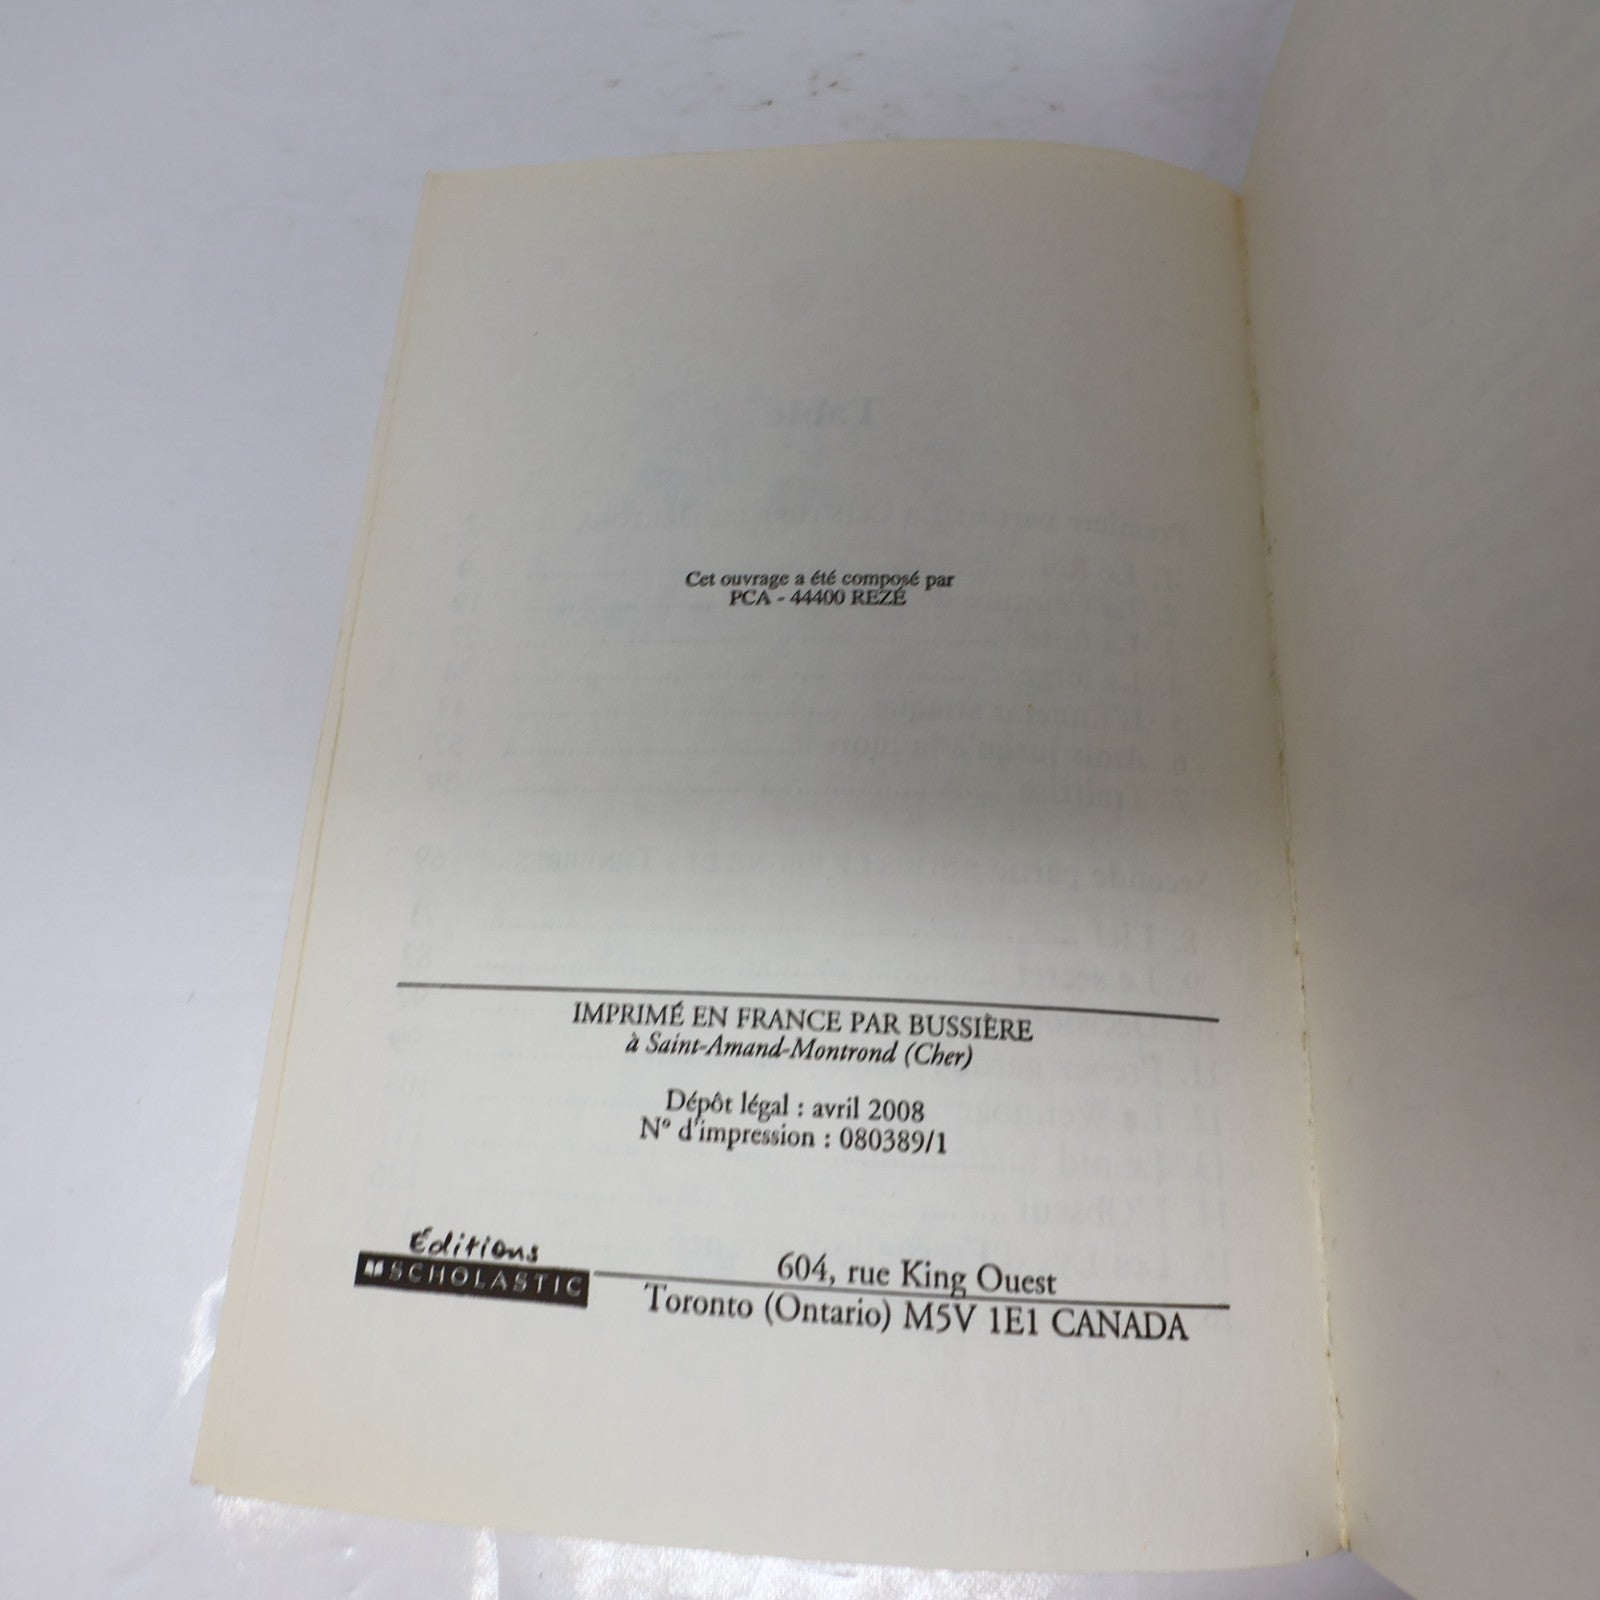 Cet ouvrage a été composé par
PCA - 44400 REZÉ
IMPRIMÉ EN FRANCE PAR BUSSIÈRE
à Saint-Amand-Montrond (Cher)
Dépôt légal : avril 2008
N° d'impression : 080389/1
Éditions
SCHOLASTIC
604, rue King Ouest
Toronto (Ontario) M5V 1E1 CANADA